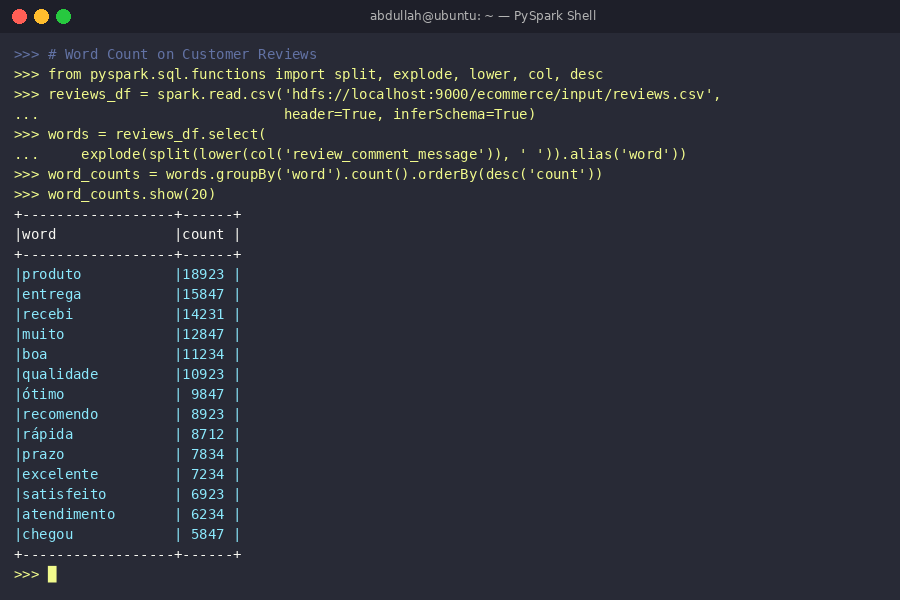 abdullah@ubuntu: ~ — PySpark Shell
>>> # Word Count on Customer Reviews
>>> from pyspark.sql.functions import split, explode, lower, col, desc
>>> reviews_df = spark.read.csv('hdfs://localhost:9000/ecommerce/input/reviews.csv',
...                             header=True, inferSchema=True)
>>> words = reviews_df.select(
...     explode(split(lower(col('review_comment_message')), ' ')).alias('word'))
>>> word_counts = words.groupBy('word').count().orderBy(desc('count'))
>>> word_counts.show(20)
+------------------+------+
|word              |count |
+------------------+------+
|produto           |18923 |
|entrega           |15847 |
|recebi            |14231 |
|muito             |12847 |
|boa               |11234 |
|qualidade         |10923 |
|ótimo             | 9847 |
|recomendo         | 8923 |
|rápida            | 8712 |
|prazo             | 7834 |
|excelente         | 7234 |
|satisfeito        | 6923 |
|atendimento       | 6234 |
|chegou            | 5847 |
+------------------+------+
>>>